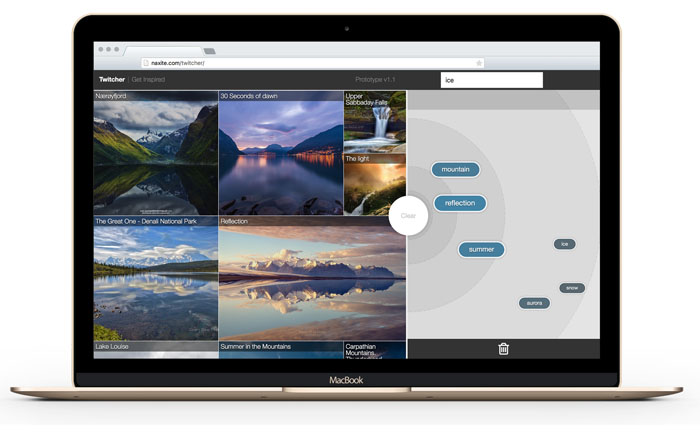 naxite.com/twitcher/
Twitcher | Get Inspired
Prototype v1.1
ice
Nærøyfjord
30 Seconds of dawn
Upper
Sabbaday Falls
The light
mountain
reflection
Clear
summer
ice
snow
aurora
The Great One - Denali National Park
Reflection
Lake Louise
Summer in the Mountains
Carpathian
Mountains,
MacBook